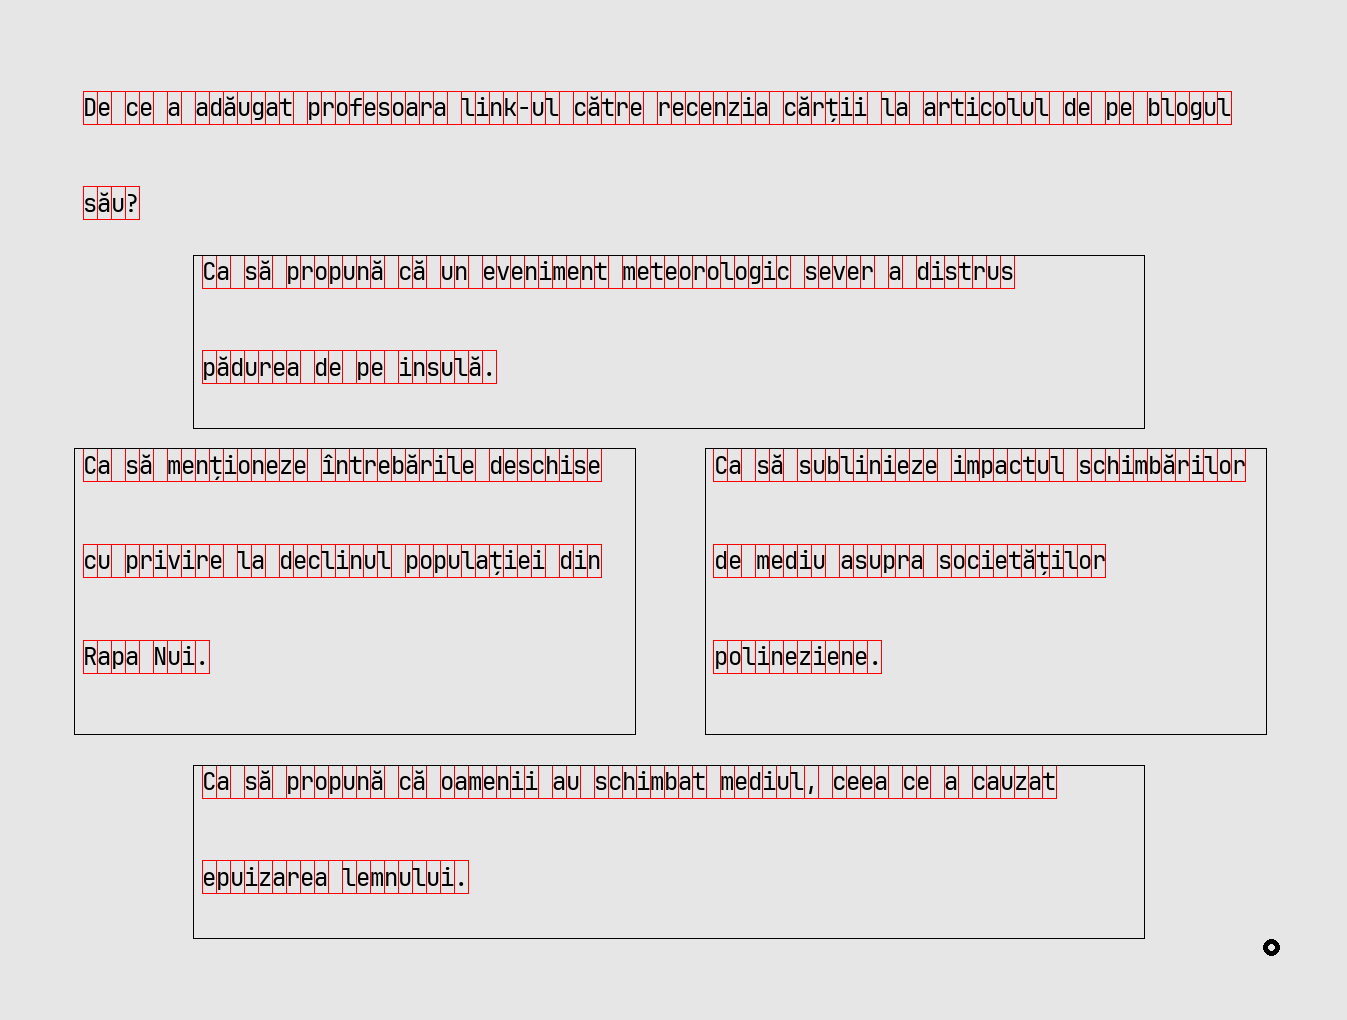 De ce a adăugat profesoara link-ul către recenzia cărții la articolul de pe blogul
său?
Ca să propună că un eveniment meteorologic sever a distrus
pădurea de pe insulă.
Ca să menționeze întrebările deschise
cu privire la declinul populației din
Rapa Nui.
Ca să sublinieze impactul schimbărilor
de mediu asupra societăților
polineziene.
Ca să propună că oamenii au schimbat mediul, ceea ce a cauzat
epuizarea lemnului.